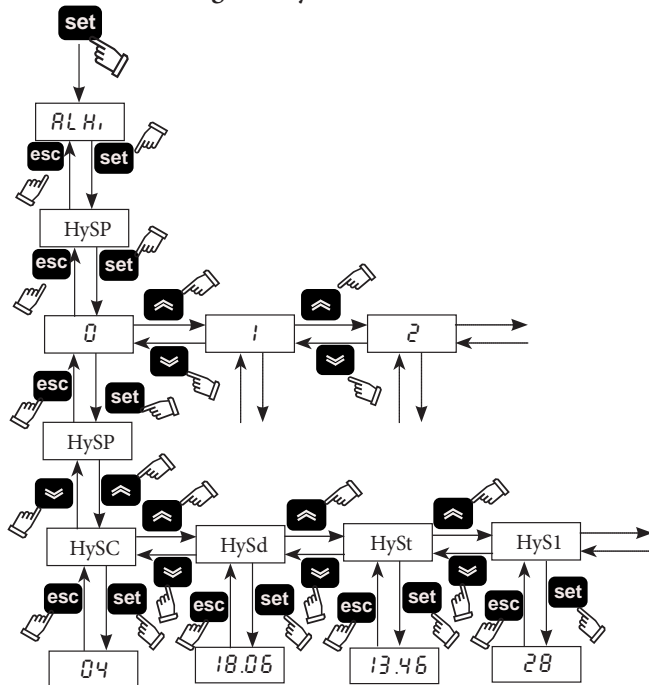 set
ALHi
esc set
HySP
esc set
0 1 2
esc set
HySP
HySC HySd HySt HyS1
esc set esc set esc set esc set
04 18.06 13.46 28